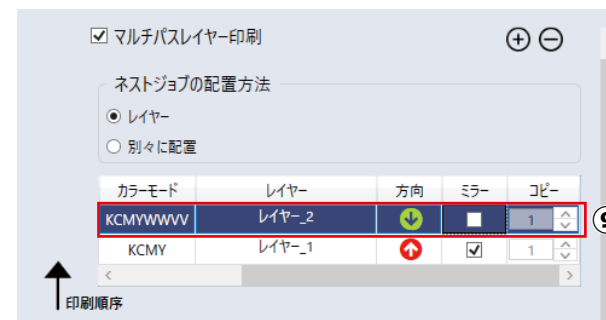 マルチパスレイヤー印刷
ネストジョブの配置方法
レイヤー
別々に配置
カラーモード レイヤー 方向 ミラー コピー
KCMYWWVV レイヤー_2 1
KCMY レイヤー_1 1
印刷順序